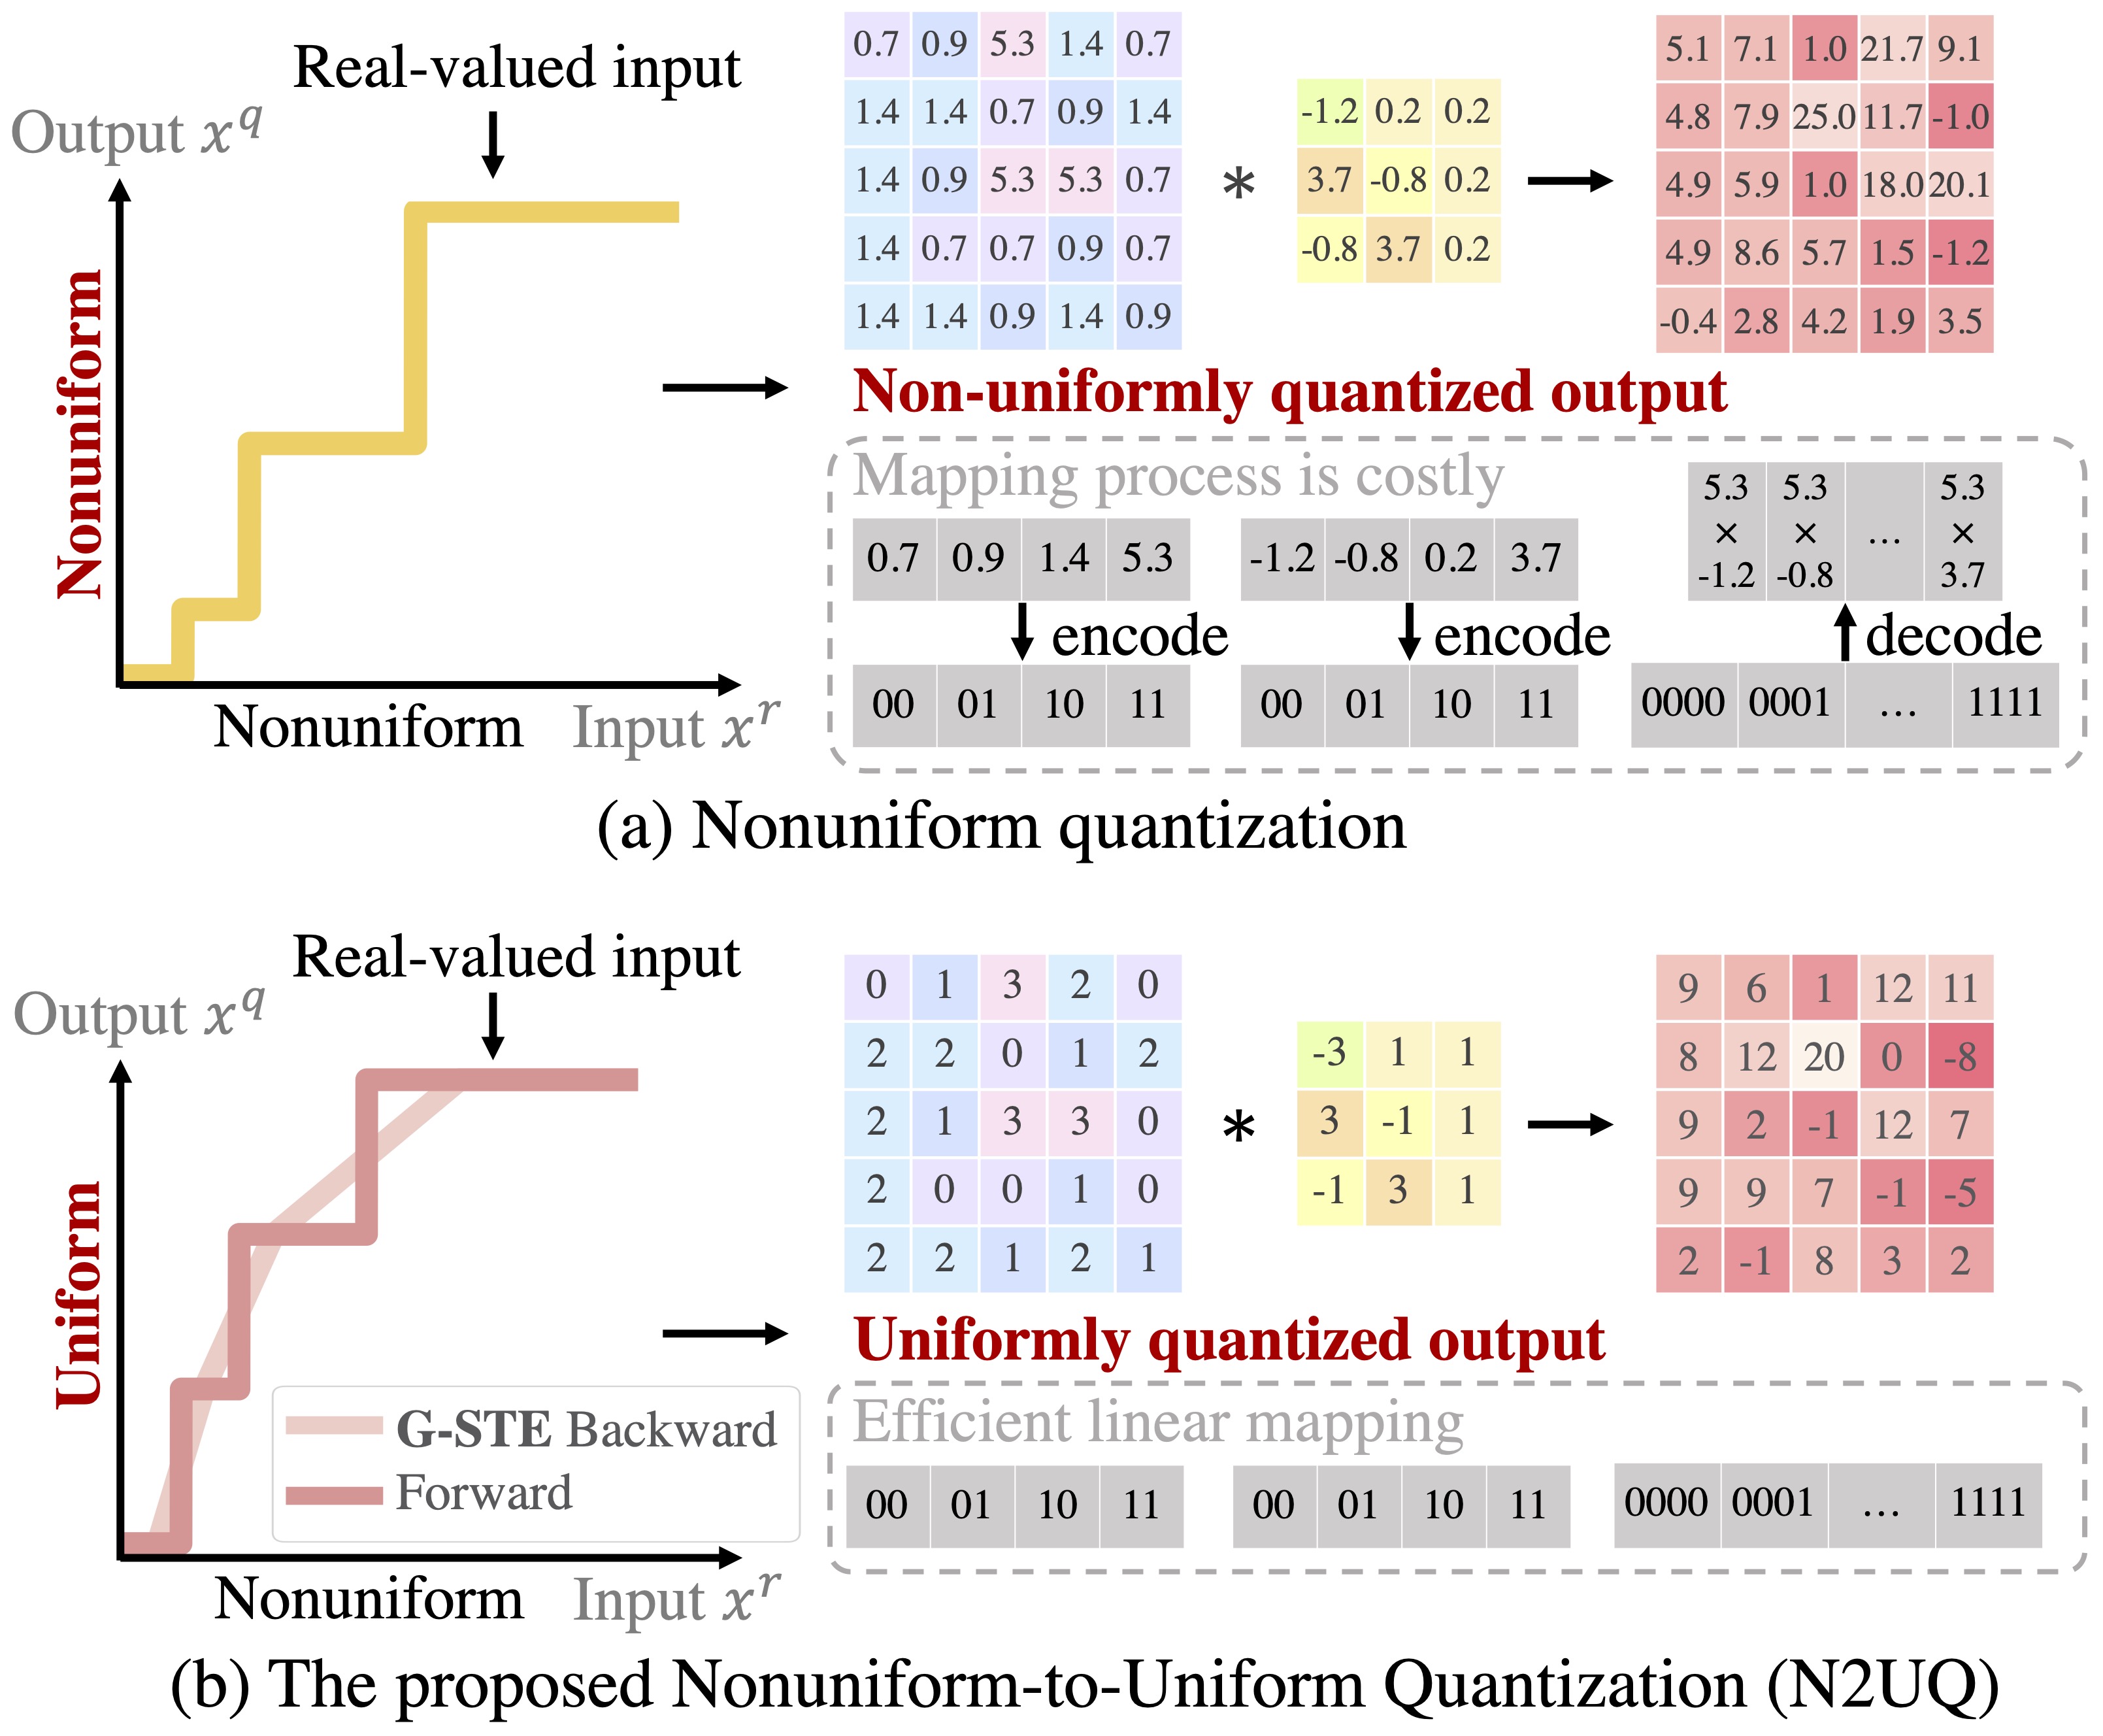 Real-valued input
Output x^q
Nonuniform
Nonuniform
Input x^r
0.7 0.9 5.3 1.4 0.7
1.4 1.4 0.7 0.9 1.4
1.4 0.9 5.3 5.3 0.7
1.4 0.7 0.7 0.9 0.7
1.4 1.4 0.9 1.4 0.9
*
-1.2 0.2 0.2
3.7 -0.8 0.2
-0.8 3.7 0.2
5.1 7.1 1.0 21.7 9.1
4.8 7.9 25.0 11.7 -1.0
4.9 5.9 1.0 18.0 20.1
4.9 8.6 5.7 1.5 -1.2
-0.4 2.8 4.2 1.9 3.5
Non-uniformly quantized output
Mapping process is costly
0.7 0.9 1.4 5.3
encode
00 01 10 11
-1.2 -0.8 0.2 3.7
encode
00 01 10 11
5.3 5.3 ... 5.3
× × ×
-1.2 -0.8 3.7
decode
0000 0001 ... 1111
(a) Nonuniform quantization
Real-valued input
Output x^q
Uniform
G-STE Backward
Forward
Nonuniform
Input x^r
0 1 3 2 0
2 2 0 1 2
2 1 3 3 0
2 0 0 1 0
2 2 1 2 1
*
-3 1 1
3 -1 1
-1 3 1
9 6 1 12 11
8 12 20 0 -8
9 2 -1 12 7
9 9 7 -1 -5
2 -1 8 3 2
Uniformly quantized output
Efficient linear mapping
00 01 10 11
00 01 10 11
0000 0001 ... 1111
(b) The proposed Nonuniform-to-Uniform Quantization (N2UQ)